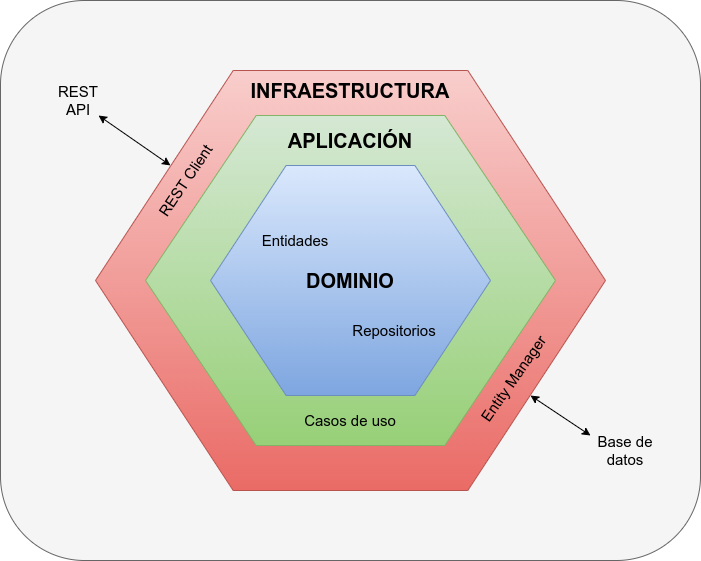 INFRAESTRUCTURA
REST
API
APLICACIÓN
REST Client
Entidades
DOMINIO
Repositorios
Entity Manager
Casos de uso
Base de
datos